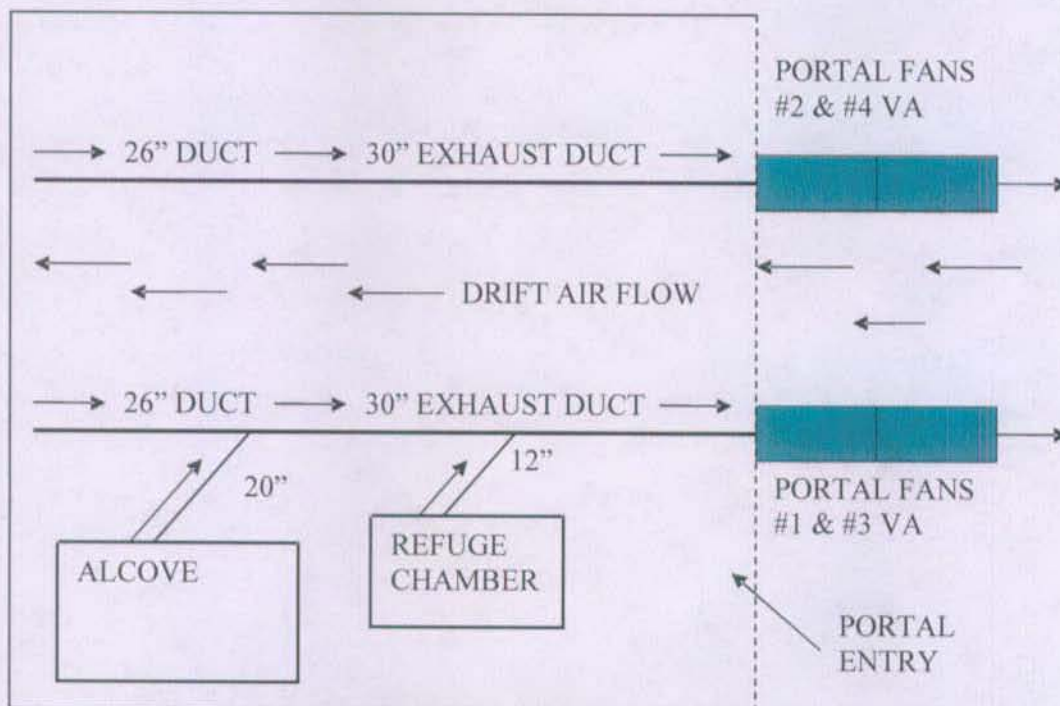 PORTAL FANS
#2 & #4 VA
26” DUCT
30” EXHAUST DUCT
DRIFT AIR FLOW
26” DUCT
30” EXHAUST DUCT
20”
12”
PORTAL FANS
#1 & #3 VA
ALCOVE
REFUGE
CHAMBER
PORTAL
ENTRY